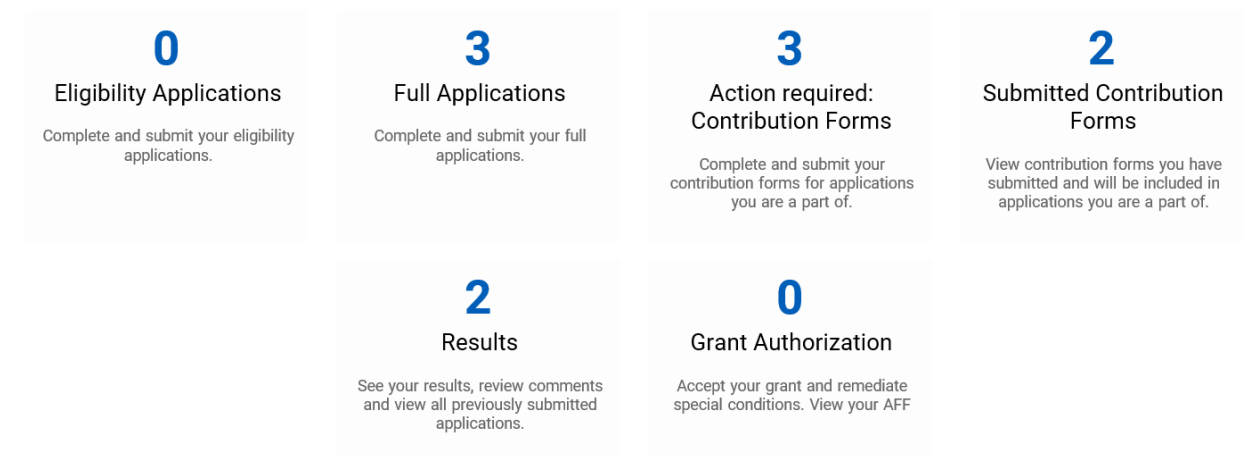 0
Eligibility Applications
Complete and submit your eligibility
applications.
3
Full Applications
Complete and submit your full
applications.
3
Action required:
Contribution Forms
Complete and submit your
contribution forms for applications
you are a part of.
2
Submitted Contribution
Forms
View contribution forms you have
submitted and will be included in
applications you are a part of.
2
Results
See your results, review comments
and view all previously submitted
applications.
0
Grant Authorization
Accept your grant and remediate
special conditions. View your AFF